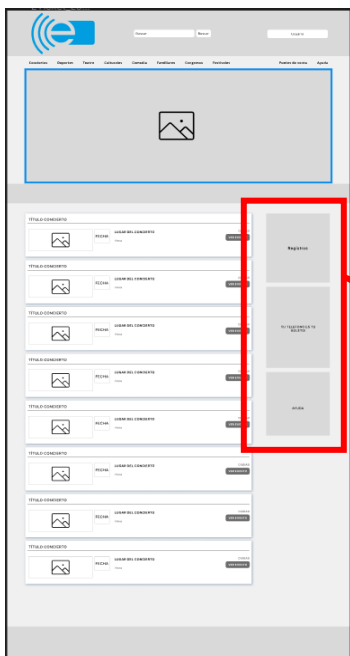 Buscar
Buscar
Conciertos Deportes Teatro Culturales Comedia Familiares Congresos Festivales Puntos de venta Ayuda
TÍTULO CONCIERTO
FECHA
LUGAR DEL CONCIERTO
VER EVENTO
Registros
TÍTULO CONCIERTO
FECHA
LUGAR DEL CONCIERTO
VER EVENTO
TÍTULO CONCIERTO
FECHA
LUGAR DEL CONCIERTO
VER EVENTO
TU TELÉFONO ES TU
BOLETO
TÍTULO CONCIERTO
FECHA
LUGAR DEL CONCIERTO
VER EVENTO
TÍTULO CONCIERTO
FECHA
LUGAR DEL CONCIERTO
VER EVENTO
AYUDA
TÍTULO CONCIERTO
FECHA
LUGAR DEL CONCIERTO
VER EVENTO
TÍTULO CONCIERTO
FECHA
LUGAR DEL CONCIERTO
VER EVENTO
TÍTULO CONCIERTO
FECHA
LUGAR DEL CONCIERTO
VER EVENTO